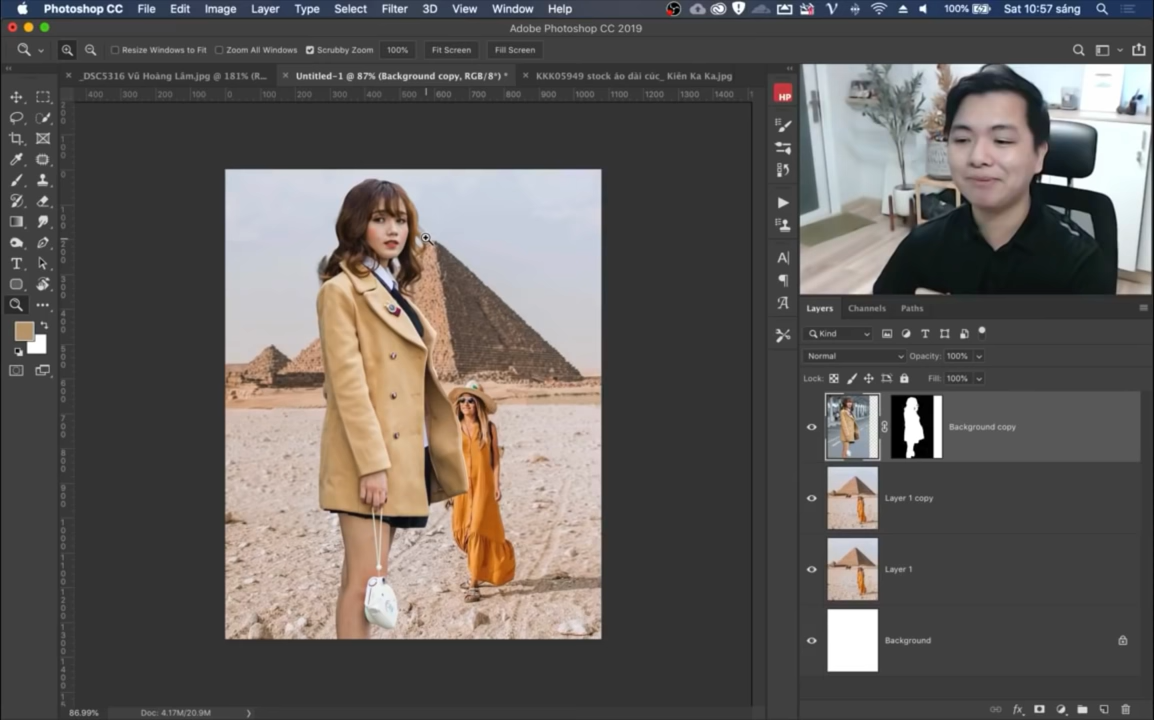 Photoshop CC File Edit Image Layer Type Select Filter 3D View Window Help 100% Sat 10:57 sáng
Adobe Photoshop CC 2019
Resize Windows to Fit Zoom All Windows Scrubby Zoom 100% Fit Screen Fill Screen
_DSC5316 Vũ Hoàng Lâm.jpg @ 181% (R... Untitled-1 @ 87% (Background copy, RGB/8*) * KKK05949 stock áo dài cúc_ Kiên Ka Ka.jpg
400 300 200 100 0 100 200 300 400 500 600 700 800 900 1000 1100 1200 1300 1400
HP
Layers Channels Paths
Kind
Normal Opacity: 100%
Lock: Fill: 100%
Background copy
Layer 1 copy
Layer 1
Background
86.99% Doc: 4.17M/20.9M